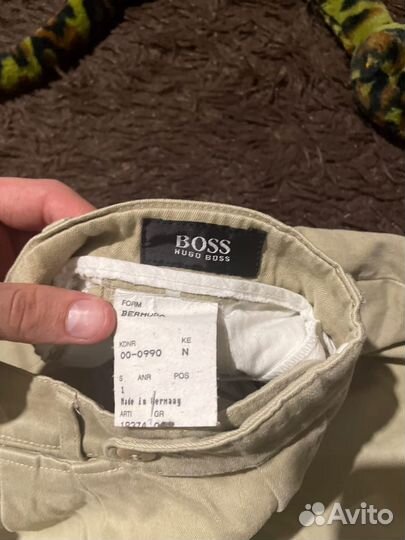 BOSS
HUGO BOSS
FORM
BERMUDA
KDNR KE
00-0990 N
S ANR POS
1
Made in Germany
ARTI GR
Avito